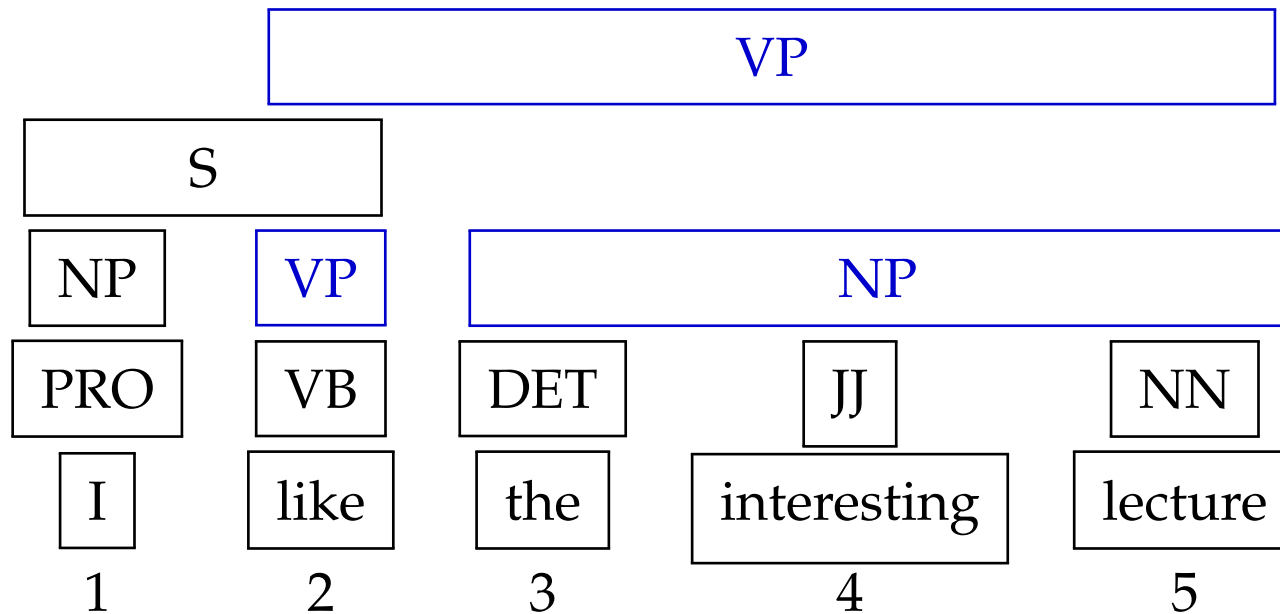 VP
S
NP VP NP
PRO VB DET JJ NN
I like the interesting lecture
1 2 3 4 5